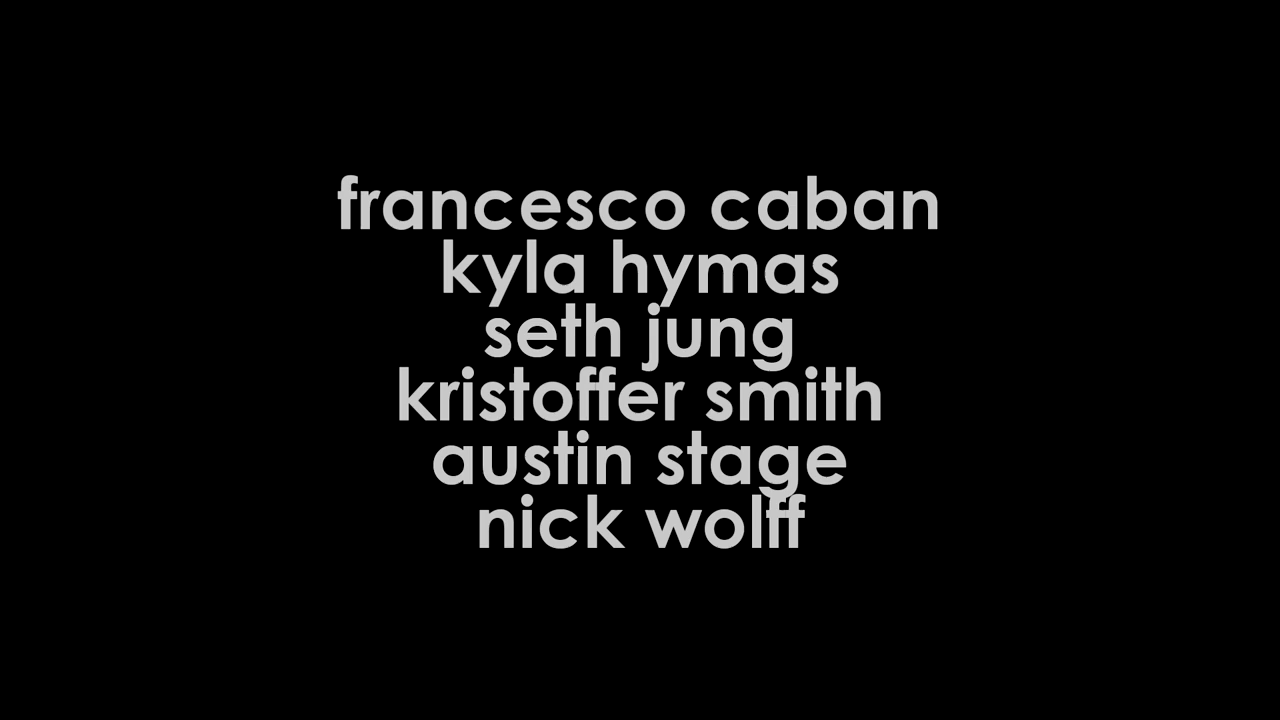 francesco caban
kyla hymas
seth jung
kristoffer smith
austin stage
nick wolff